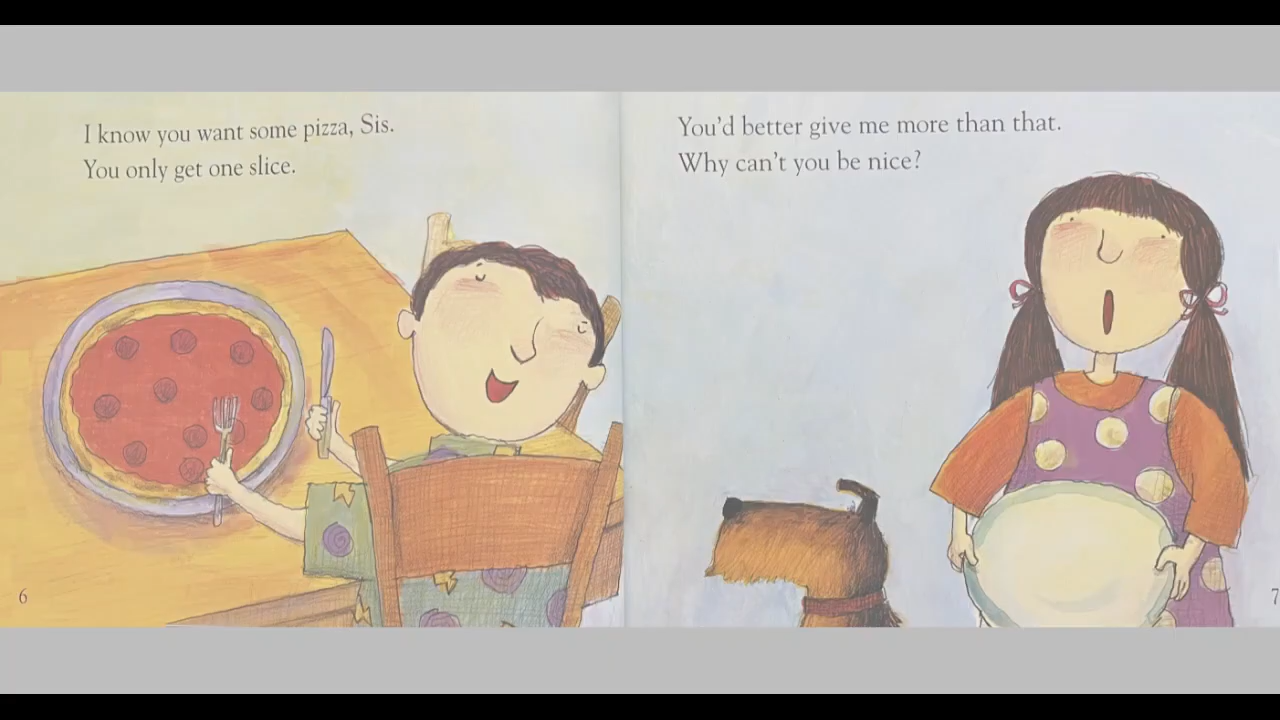 I know you want some pizza, Sis.
You only get one slice.
You'd better give me more than that.
Why can't you be nice?
6
7